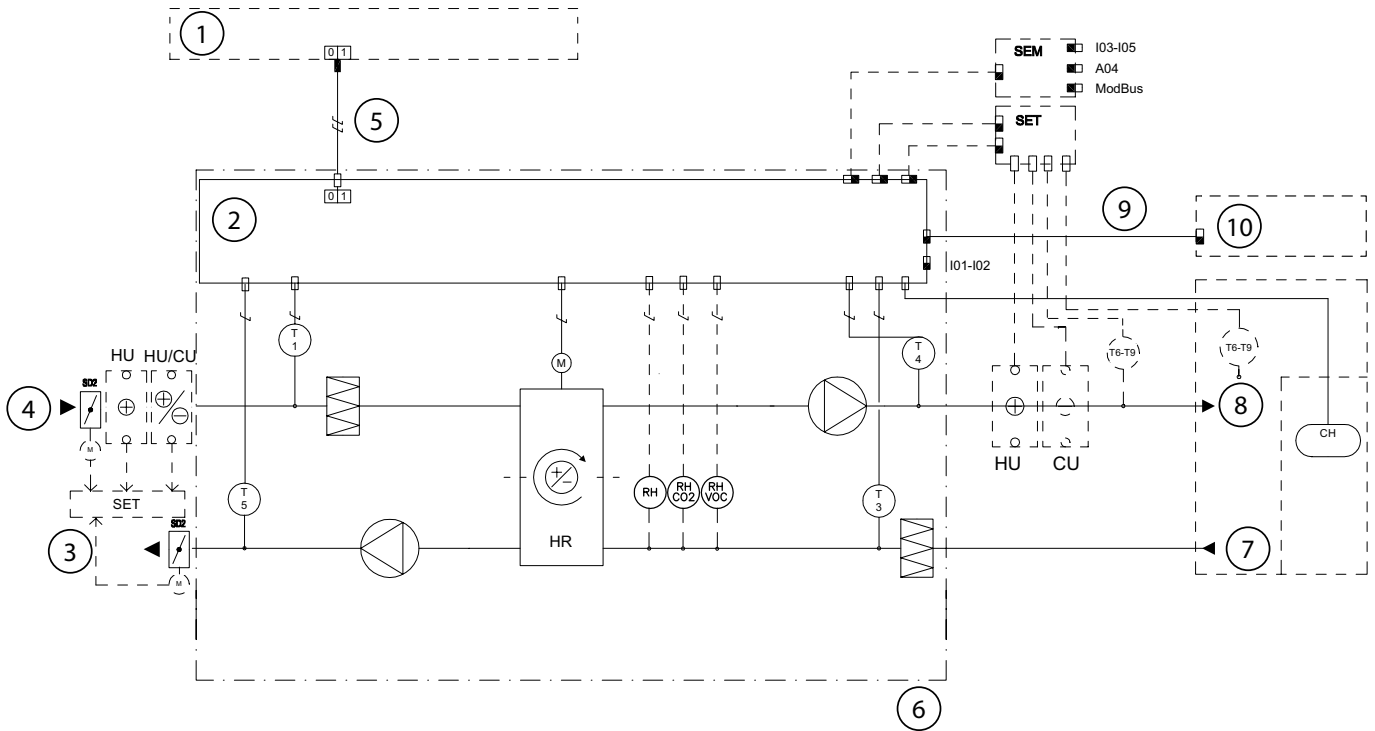 1
0 1
5
SEM
I03-I05
A04
ModBus
SET
0 1
2
9
10
I01-I02
T
1
M
T
4
T6-T9
T6-T9
HU
HU/CU
SD2
4
M
8
CH
HU
CU
SET
T
5
RH
RH
CO2
RH
VOC
T
3
SD2
3
M
HR
7
6